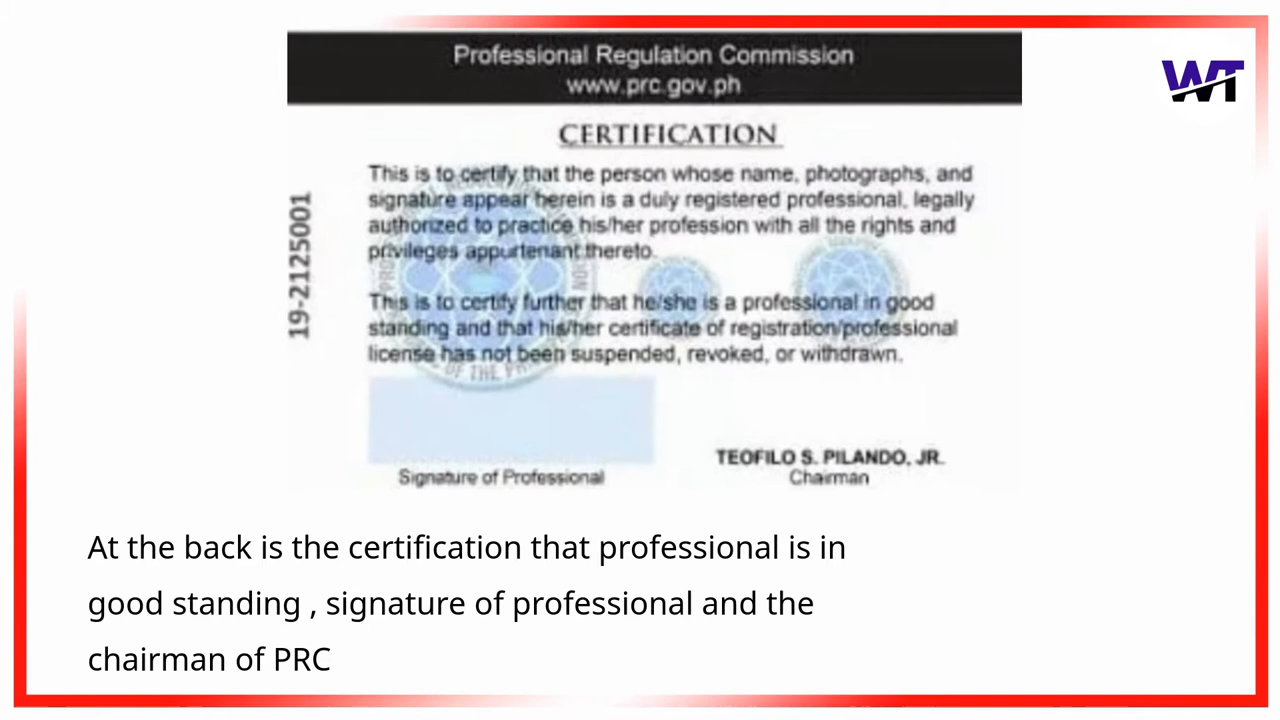 Professional Regulation Commission
www.prc.gov.ph
WT
CERTIFICATION
This is to certify that the person whose name, photographs, and
signature appear herein is a duly registered professional, legally
authorized to practice his/her profession with all the rights and
privileges appurtenant thereto.
19-2125001
This is to certify further that he/she is a professional in good
standing and that his/her certificate of registration/professional
license has not been suspended, revoked, or withdrawn.
OF THE
TEOFILO S. PILANDO, JR.
Signature of Professional
Chairman
At the back is the certification that professional is in
good standing , signature of professional and the
chairman of PRC